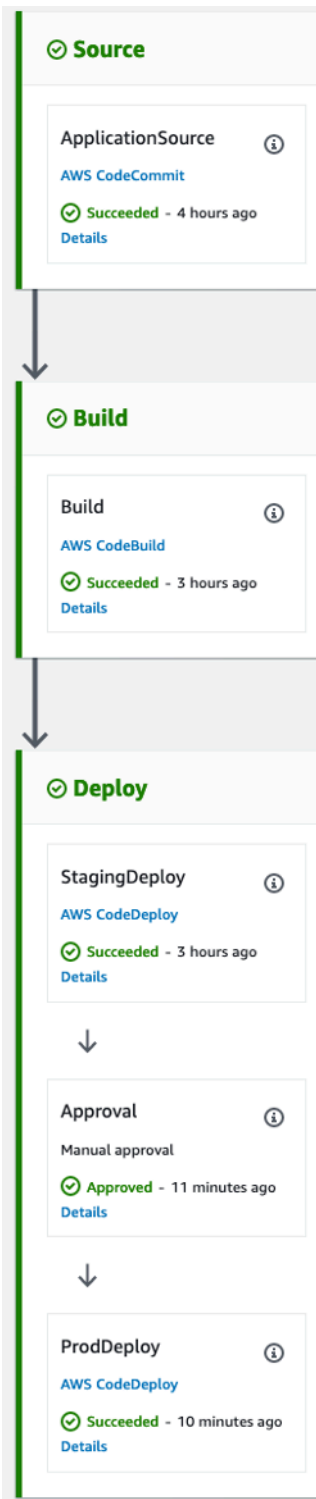 Source
ApplicationSource
AWS CodeCommit
Succeeded - 4 hours ago
Details
Build
Build
AWS CodeBuild
Succeeded - 3 hours ago
Details
Deploy
StagingDeploy
AWS CodeDeploy
Succeeded - 3 hours ago
Details
Approval
Manual approval
Approved - 11 minutes ago
Details
ProdDeploy
AWS CodeDeploy
Succeeded - 10 minutes ago
Details